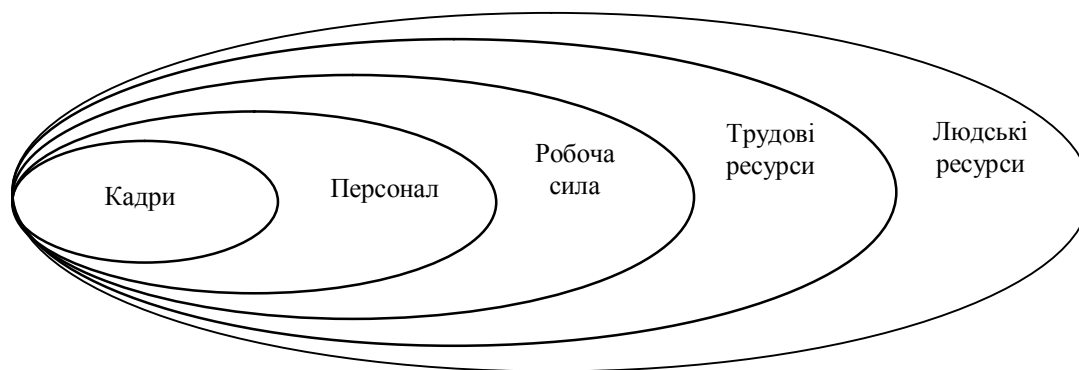 Кадри
Персонал
Робоча
сила
Трудові
ресурси
Людські
ресурси